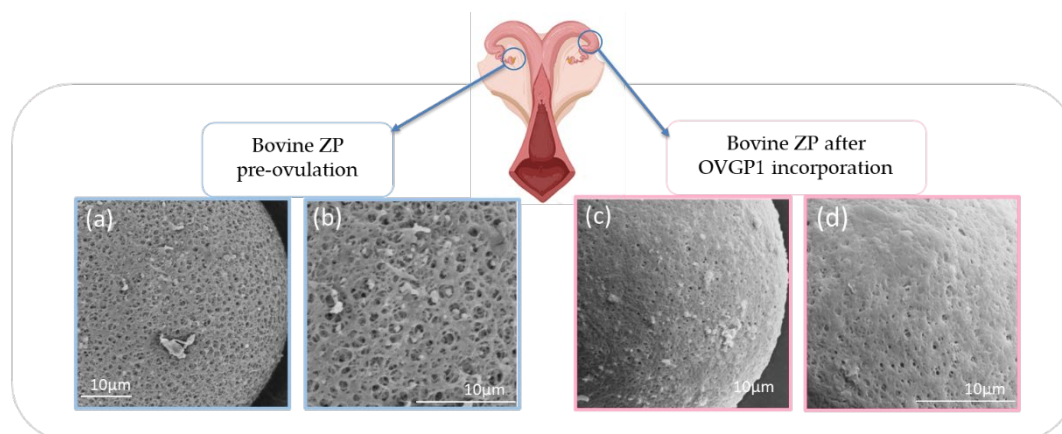 Bovine ZP
pre-ovulation
Bovine ZP after
OVGP1 incorporation
(a)
(b)
(c)
(d)
10μm
10μm
10μm
10μm